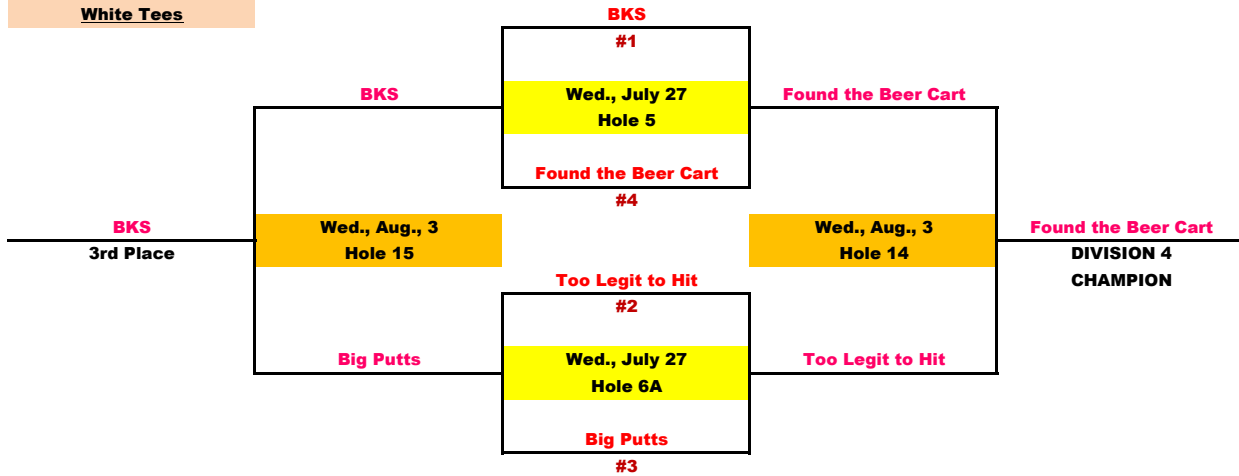 White Tees
BKS
#1
BKS
Wed., July 27
Found the Beer Cart
Hole 5
Found the Beer Cart
#4
BKS
Wed., Aug., 3
Wed., Aug., 3
Found the Beer Cart
3rd Place
Hole 15
Hole 14
DIVISION 4
CHAMPION
Too Legit to Hit
#2
Big Putts
Wed., July 27
Too Legit to Hit
Hole 6A
Big Putts
#3